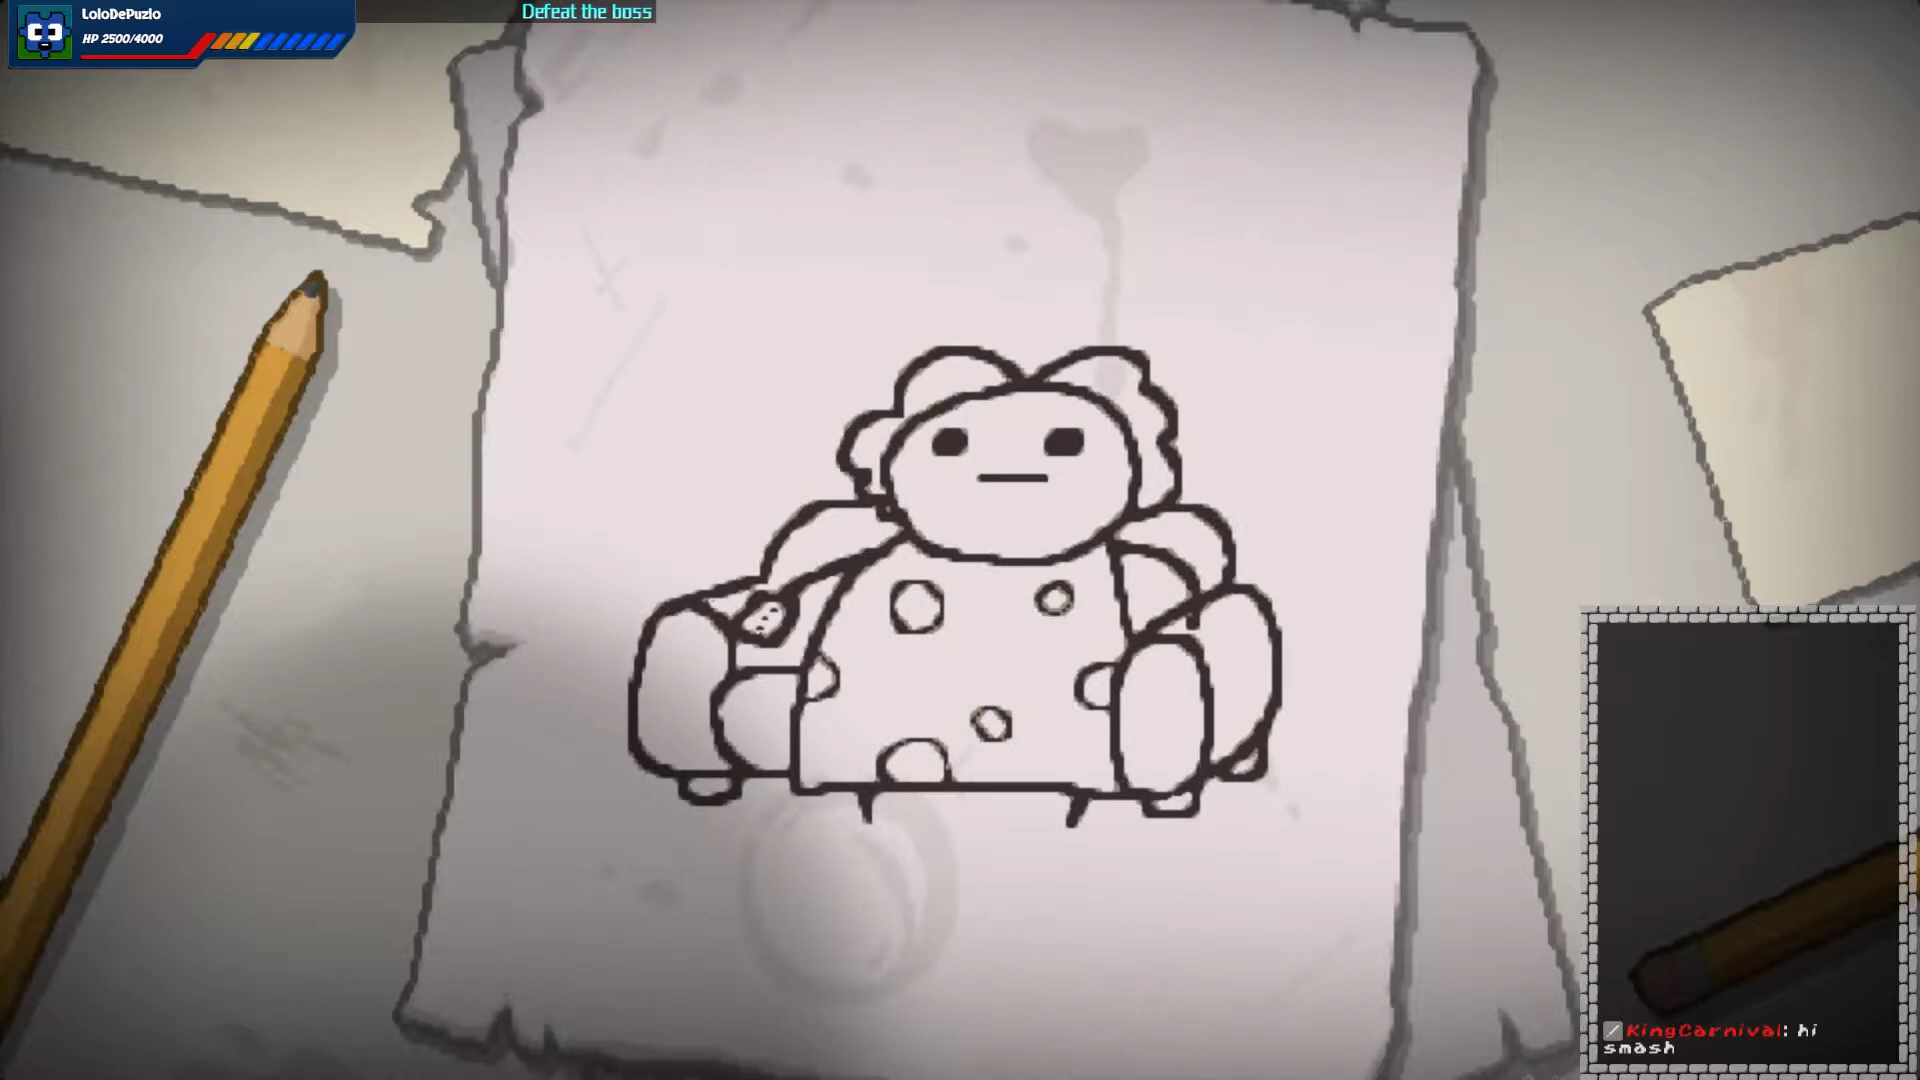 LoloDePuzlo
HP 2500/4000
Defeat the boss
KingCarnival: hi
smash